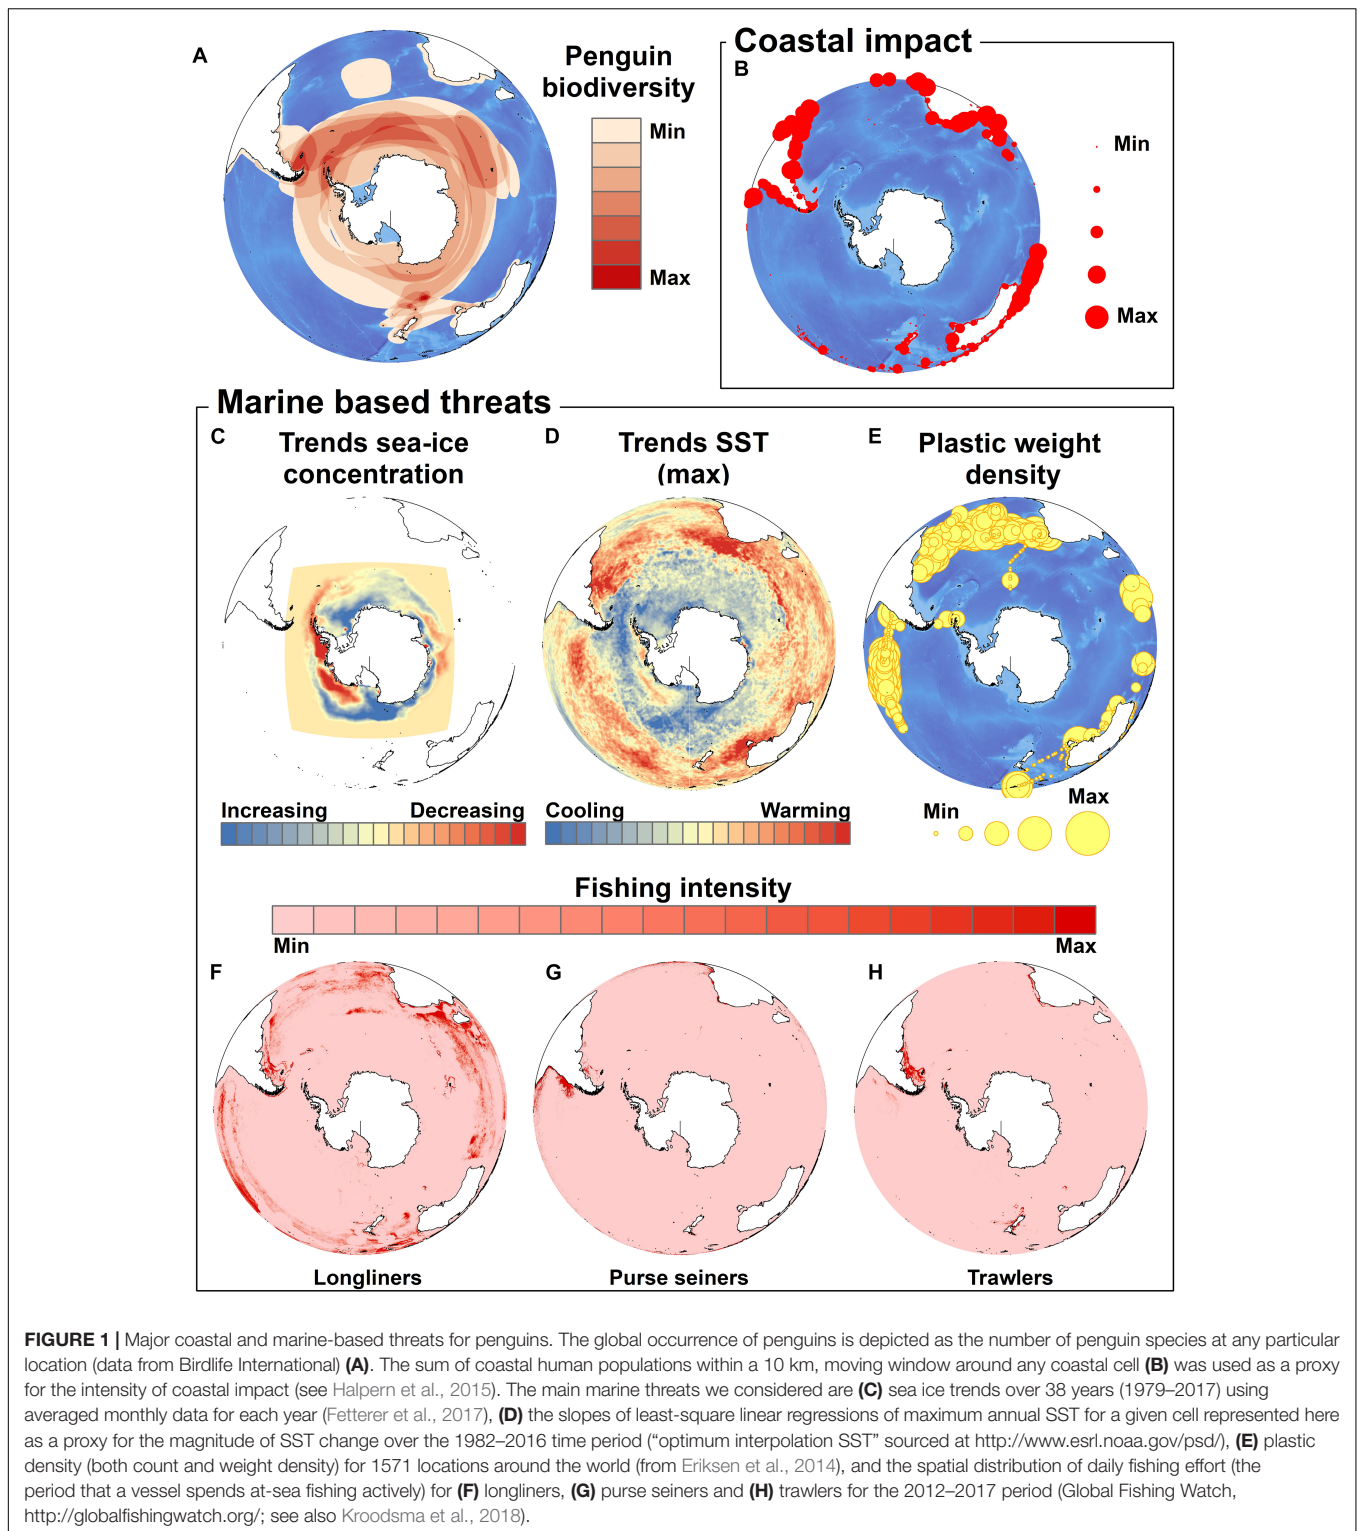 A
Penguin
biodiversity
Min
Max
Coastal impact
B
Min
Max
Marine based threats
C
Trends sea-ice
concentration
D
Trends SST
(max)
E
Plastic weight
density
Increasing
Decreasing
Cooling
Warming
Min
Max
Fishing intensity
Min
Max
F
G
H
Longliners
Purse seiners
Trawlers
FIGURE 1 | Major coastal and marine-based threats for penguins. The global occurrence of penguins is depicted as the number of penguin species at any particular
location (data from Birdlife International) (A). The sum of coastal human populations within a 10 km, moving window around any coastal cell (B) was used as a proxy
for the intensity of coastal impact (see Halpern et al., 2015). The main marine threats we considered are (C) sea ice trends over 38 years (1979–2017) using
averaged monthly data for each year (Fetterer et al., 2017), (D) the slopes of least-square linear regressions of maximum annual SST for a given cell represented here
as a proxy for the magnitude of SST change over the 1982–2016 time period (“optimum interpolation SST” sourced at http://www.esrl.noaa.gov/psd/), (E) plastic
density (both count and weight density) for 1571 locations around the world (from Eriksen et al., 2014), and the spatial distribution of daily fishing effort (the
period that a vessel spends at-sea fishing actively) for (F) longliners, (G) purse seiners and (H) trawlers for the 2012–2017 period (Global Fishing Watch,
http://globalfishingwatch.org/; see also Kroodsma et al., 2018).